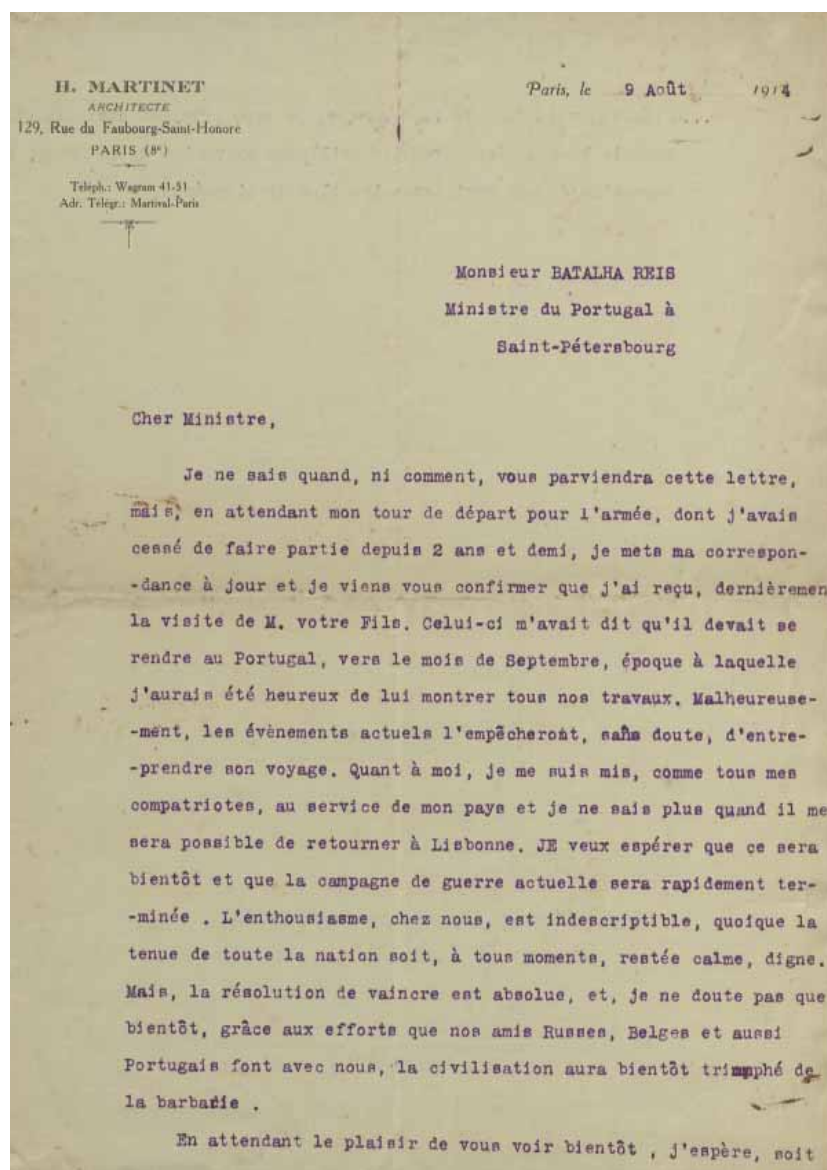 H. MARTINET
ARCHITECTE
129, Rue du Faubourg-Saint-Honore
PARIS (8e)
Téléph.: Wagram 41-51
Adr. Télégr.: Martival-Paris
Paris, le 9 Août 1914
Monsieur BATALHA REIS
Ministre du Portugal à
Saint-Pétersbourg
Cher Ministre,
Je ne sais quand, ni comment, vous parviendra cette lettre,
mais, en attendant mon tour de départ pour l'armée, dont j'avais
cessé de faire partie depuis 2 ans et demi, je mets ma correspon-
-dance à jour et je viens vous confirmer que j'ai reçu, dernièremen
la visite de M. votre Fils. Celui-ci m'avait dit qu'il devait se
rendre au Portugal, vers le mois de Septembre, époque à laquelle
j'aurais été heureux de lui montrer tous nos travaux. Malheureuse-
-ment, les évènements actuels l'empêcheront, sans doute, d'entre-
-prendre son voyage. Quant à moi, je me suis mis, comme tous mes
compatriotes, au service de mon pays et je ne sais plus quand il me
sera possible de retourner à Lisbonne. JE veux espérer que ce sera
bientôt et que la campagne de guerre actuelle sera rapidement ter-
-minée . L'enthousiasme, chez nous, est indescriptible, quoique la
tenue de toute la nation soit, à tous moments, restée calme, digne.
Mais, la résolution de vaincre est absolue, et, je ne doute pas que
bientôt, grâce aux efforts que nos amis Russes, Belges et aussi
Portugais font avec nous, la civilisation aura bientôt triomphé de
la barbarie .
En attendant le plaisir de vous voir bientôt , j'espère, soit